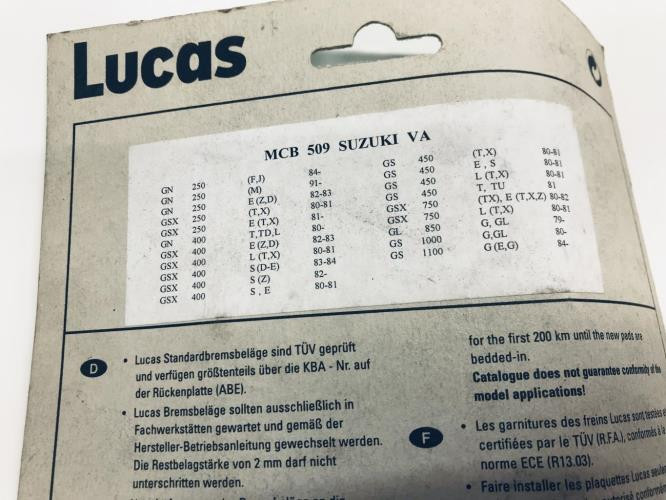 Lucas
MCB 509 SUZUKI VA
GN 250 (F,J) 84-
GN 250 (M) 91-
GSX 250 E (Z,D) 82-83
GSX 250 (T,X) 80-81
GN 400 E (T,X) 81-
GSX 400 T,TD,L 80-
GSX 400 E (Z,D) 82-83
GSX 400 L (T,X) 80-81
GSX 400 S (D-E) 83-84
S (Z) 82-
GSX 400 S , E 80-81
GS 450 (T,X) 80-81
GS 450 E , S 80-81
GS 450 L (T,X) 80-81
GS 450 T, TU 81
GSX 750 (TX), E (T,X,Z) 80-82
GSX 750 L (T,X) 80-81
GL 850 G, GL 79-
GS 1000 G,GL 80-
GS 1100 G (E,G) 84-
D
• Lucas Standardbremsbeläge sind TÜV geprüft
und verfügen größtenteils über die KBA - Nr. auf
der Rückenplatte (ABE).
• Lucas Bremsbeläge sollten ausschließlich in
Fachwerkstätten gewartet und gemäß der
Hersteller-Betriebsanleitung gewechselt werden.
Die Restbelagstärke von 2 mm darf nicht
unterschritten werden.
for the first 200 km until the new pads are
bedded-in.
Catalogue does not guarantee conformity of the
model applications!
F
• Les garnitures des freins Lucas sont testées et
certifiées par le TÜV (R.F.A.), conformés à la
norme ECE (R13.03).
• Faire installer les plaquettes Lucas